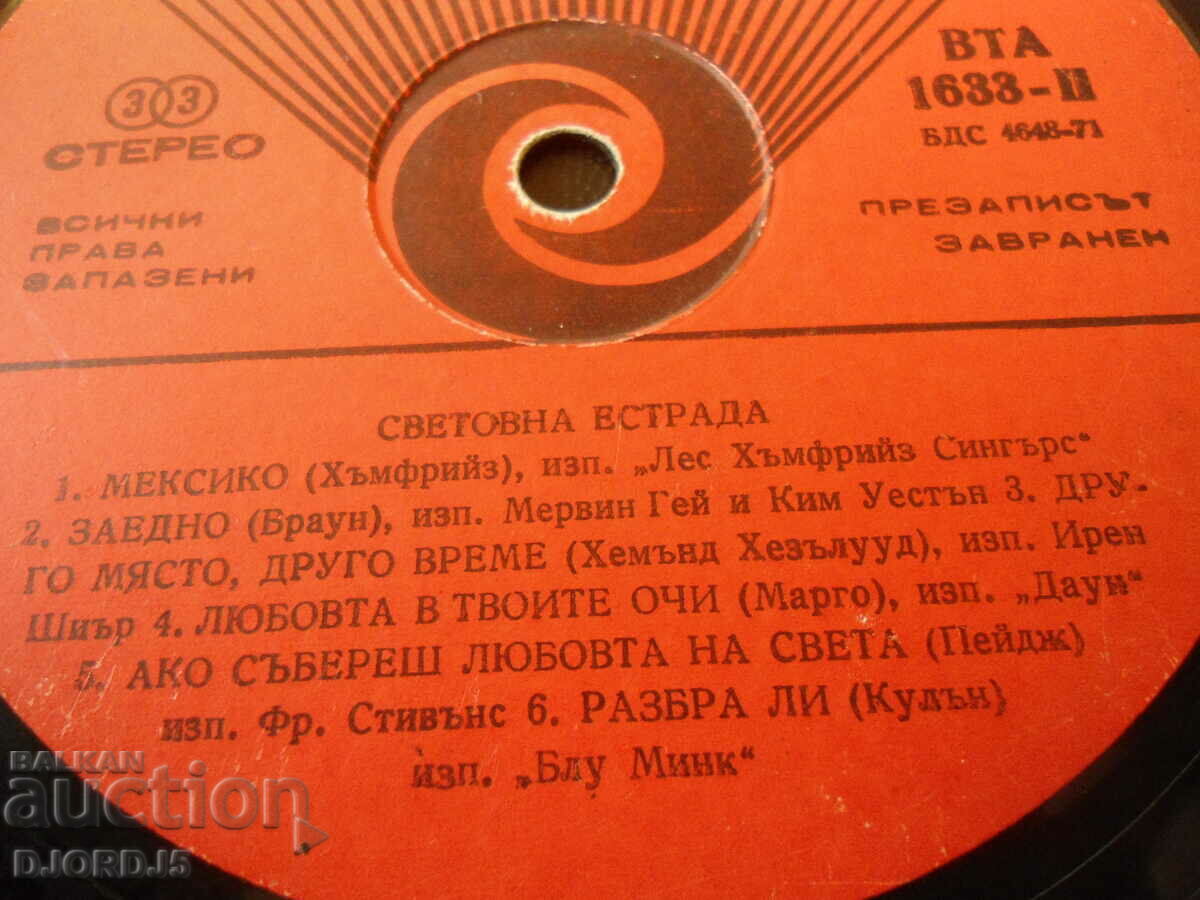 33
СТЕРЕО
ВСИЧКИ
ПРАВА
ЗАПАЗЕНИ
ВТА
1633-II
БДС 4648-71
ПРЕЗАПИСЪТ
ЗАБРАНЕН
СВЕТОВНА ЕСТРАДА
1. МЕКСИКО (Хъмфрийз), изп. „Лес Хъмфрийз Сингърс“
2. ЗАЕДНО (Браун), изп. Мервин Гей и Ким Уестън 3. ДРУ-
ГО МЯСТО, ДРУГО ВРЕМЕ (Хемънд Хезълууд), изп. Ирен
Шиър 4. ЛЮБОВТА В ТВОИТЕ ОЧИ (Марго), изп. „Даун“
5. АКО СЪБЕРЕШ ЛЮБОВТА НА СВЕТА (Пейдж)
изп. Фр. Стивънс 6. РАЗБРА ЛИ (Кулън)
изп. „Блу Минк“
BALKAN
auction
DJORDJ5